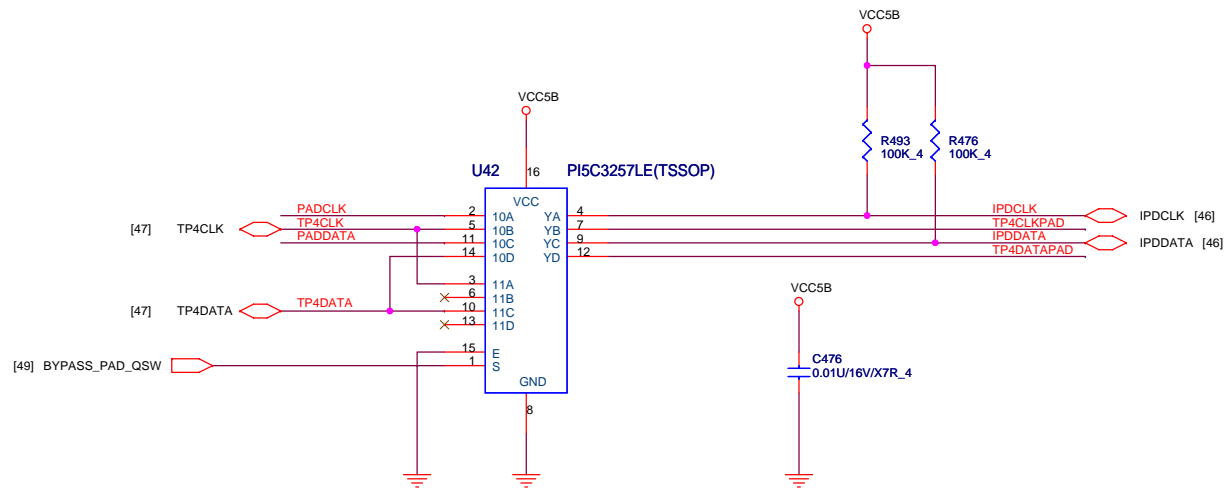 VCC5B
VCC5B
R493
100K_4
R476
100K_4
U42
16
PI5C3257LE(TSSOP)
VCC
PADCLK
2
10A
YA
4
IPDCLK
IPDCLK [46]
[47] TP4CLK
TP4CLK
5
10B
YB
7
TP4CLKPAD
PADDATA
11
10C
YC
9
IPDDATA
IPDDATA [46]
14
10D
YD
12
TP4DATAPAD
3
11A
6
11B
[47] TP4DATA
TP4DATA
10
11C
13
11D
VCC5B
15
E
[49] BYPASS_PAD_QSW
1
S
GND
8
C476
0.01U/16V/X7R_4